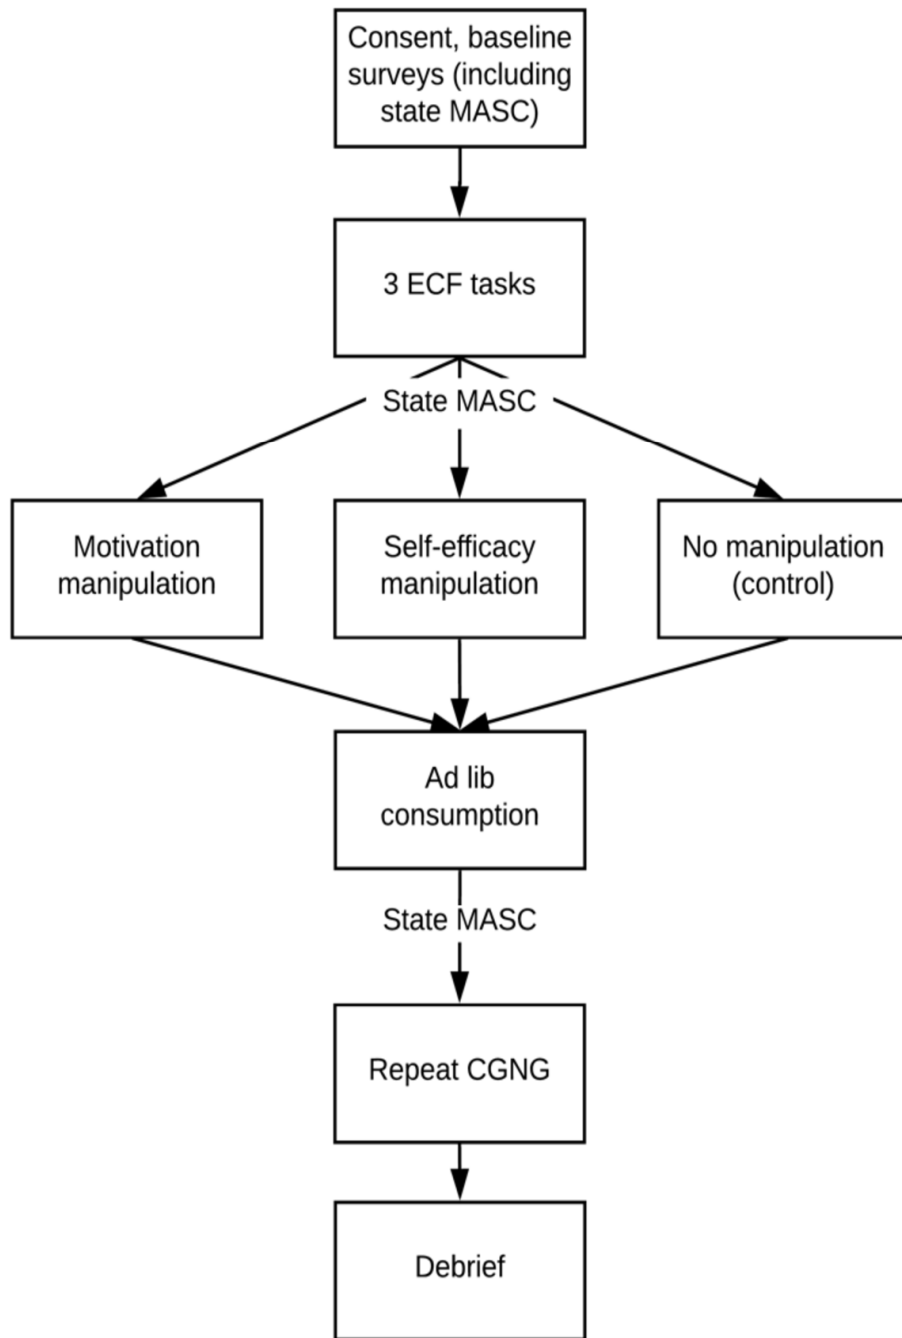 Consent, baseline
surveys (including
state MASC)
3 ECF tasks
State MASC
Motivation
manipulation
Self-efficacy
manipulation
No manipulation
(control)
Ad lib
consumption
State MASC
Repeat CGNG
Debrief